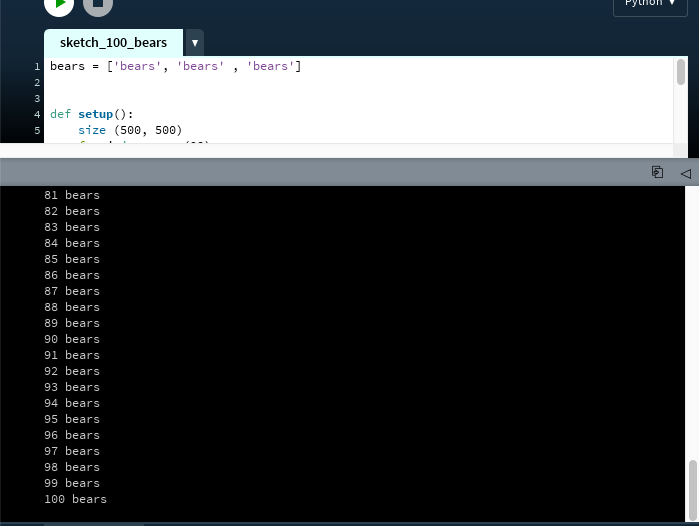 Python ▼
sketch_100_bears ▼
1 bears = ['bears', 'bears' , 'bears']
2
3
4 def setup():
5 size (500, 500)
81 bears
82 bears
83 bears
84 bears
85 bears
86 bears
87 bears
88 bears
89 bears
90 bears
91 bears
92 bears
93 bears
94 bears
95 bears
96 bears
97 bears
98 bears
99 bears
100 bears